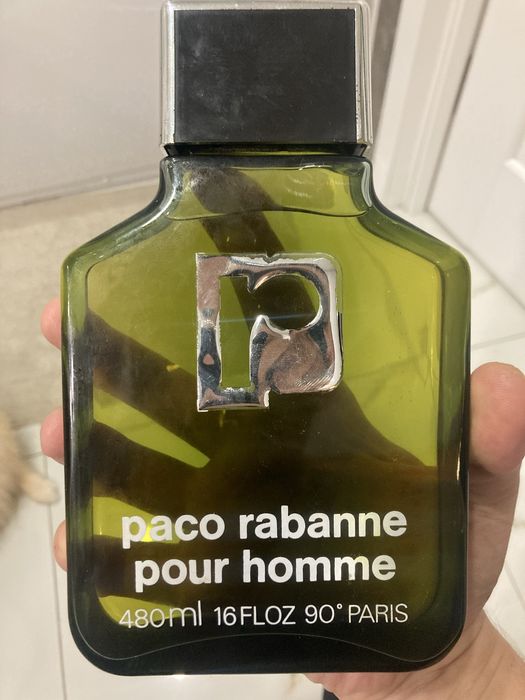 paco rabanne
pour homme
480ml 16FLOZ 90° PARIS